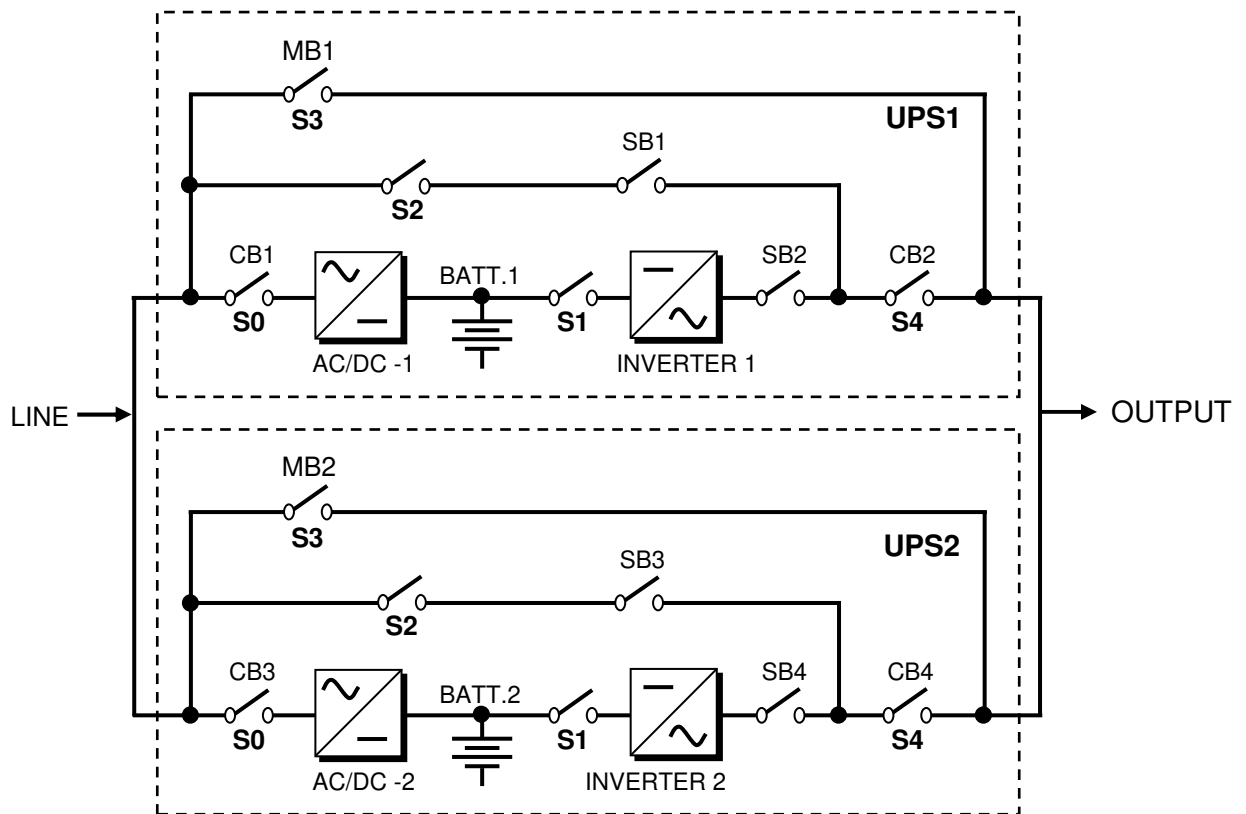 MB1
S3
UPS1
SB1
S2
CB1
BATT.1
SB2
CB2
S0
S1
S4
AC/DC -1
INVERTER 1
LINE
OUTPUT
MB2
S3
UPS2
SB3
S2
CB3
BATT.2
SB4
CB4
S0
S1
S4
AC/DC -2
INVERTER 2